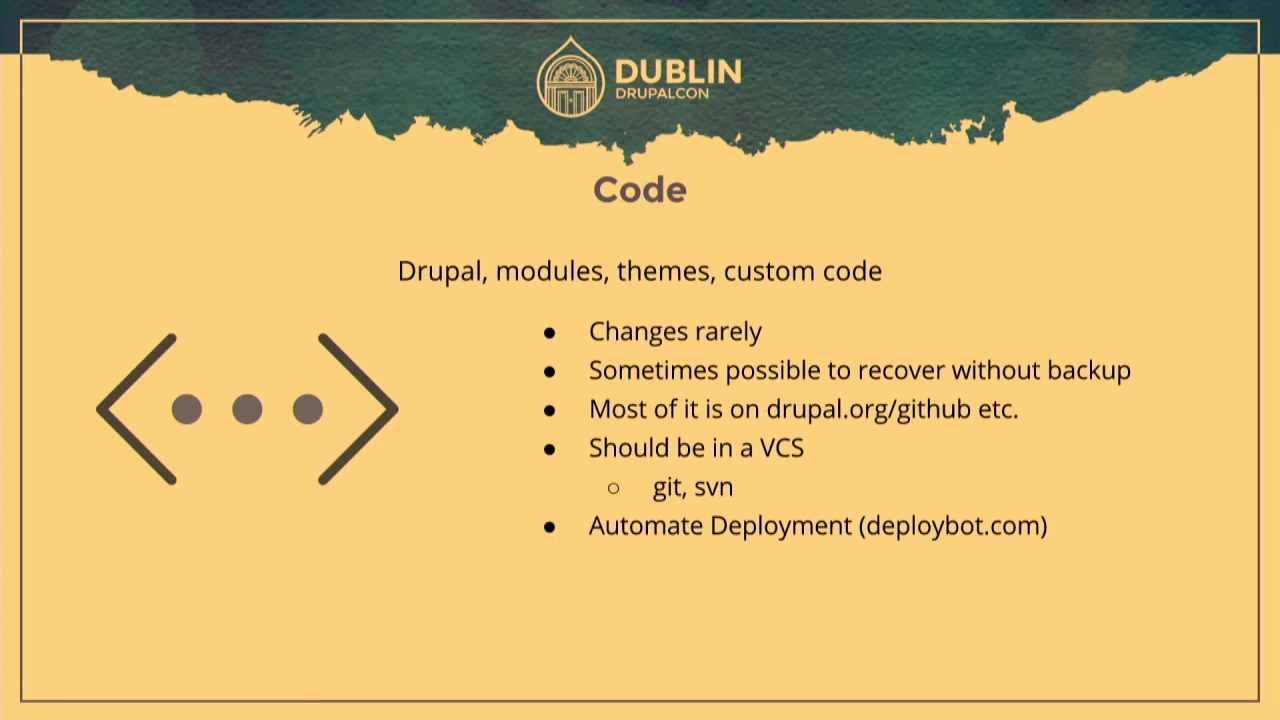 DUBLIN
DRUPALCON
Code
Drupal, modules, themes, custom code
● Changes rarely
● Sometimes possible to recover without backup
● Most of it is on drupal.org/github etc.
● Should be in a VCS
○ git, svn
● Automate Deployment (deploybot.com)